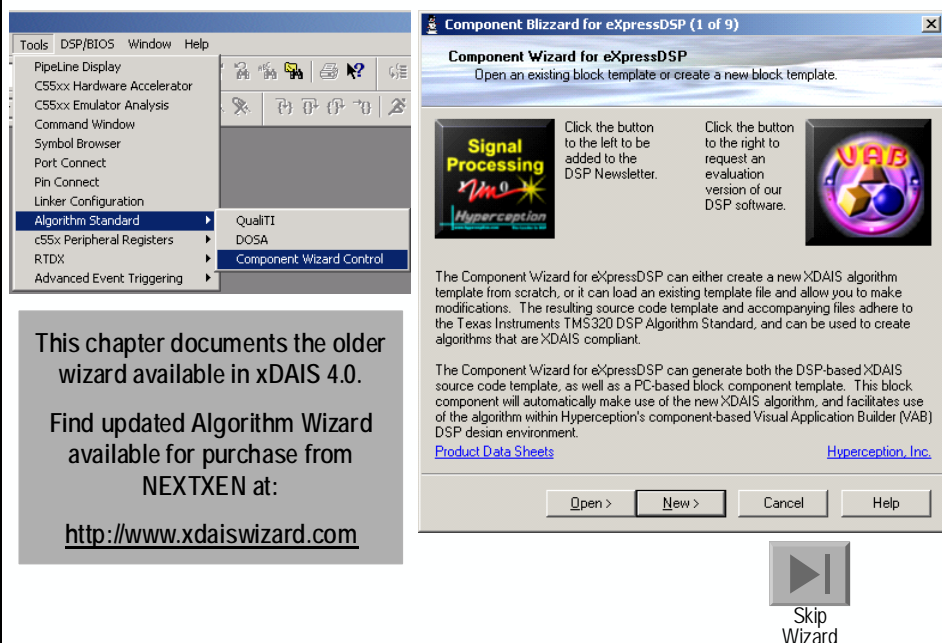 Tools DSP/BIOS Window Help
PipeLine Display
C55xx Hardware Accelerator
C55xx Emulator Analysis
Command Window
Symbol Browser
Port Connect
Pin Connect
Linker Configuration
Algorithm Standard
c55x Peripheral Registers
RTDX
Advanced Event Triggering
QualiTI
DOSA
Component Wizard Control
This chapter documents the older
wizard available in xDAIS 4.0.
Find updated Algorithm Wizard
available for purchase from
NEXTXEN at:
http://www.xdaiswizard.com
Component Blizzard for eXpressDSP (1 of 9)
Component Wizard for eXpressDSP
Open an existing block template or create a new block template.
Signal
Processing
Hyperception
Click the button
to the left to be
added to the
DSP Newsletter.
Click the button
to the right to
request an
evaluation
version of our
DSP software.
VAB
The Component Wizard for eXpressDSP can either create a new XDAIS algorithm
template from scratch, or it can load an existing template file and allow you to make
modifications. The resulting source code template and accompanying files adhere to
the Texas Instruments TMS320 DSP Algorithm Standard, and can be used to create
algorithms that are XDAIS compliant.
The Component Wizard for eXpressDSP can generate both the DSP-based XDAIS
source code template, as well as a PC-based block component template. This block
component will automatically make use of the new XDAIS algorithm, and facilitates use
of the algorithm within Hyperception's component-based Visual Application Builder (VAB)
DSP design environment.
Product Data Sheets Hyperception, Inc.
Open > New > Cancel Help
Skip
Wizard